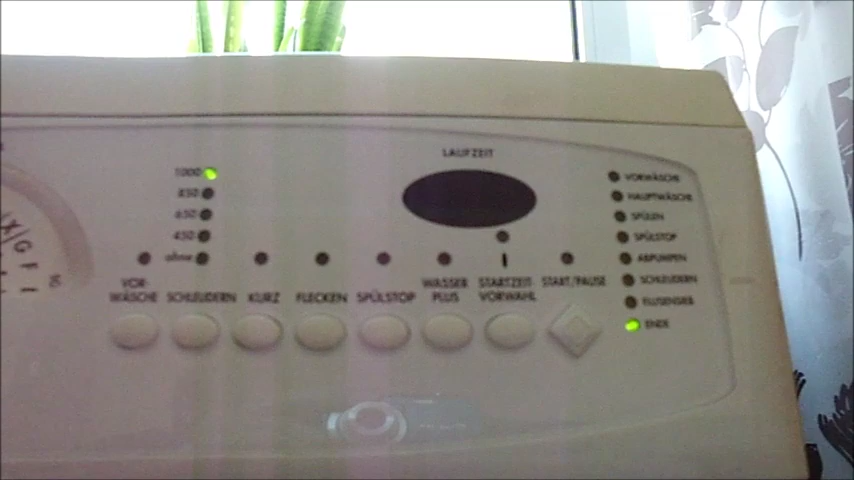 LAUFZEIT
1000
850
650
450
ohne
VOR-
WÄSCHE
SCHLEUDERN
KURZ
FLECKEN
SPÜLSTOP
WASSER
PLUS
STARTZEIT
VORWAHL
START/PAUSE
VORWÄSCHE
HAUPTWÄSCHE
SPÜLEN
SPÜLSTOP
ABPUMPEN
SCHLEUDERN
FLUSENSIEB
ENDE
G
F